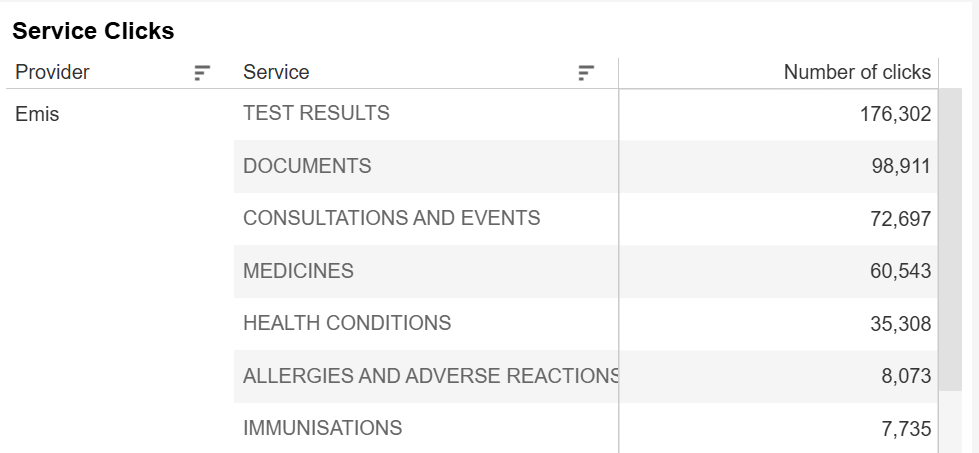 Service Clicks
Provider Service Number of clicks
Emis TEST RESULTS 176,302
DOCUMENTS 98,911
CONSULTATIONS AND EVENTS 72,697
MEDICINES 60,543
HEALTH CONDITIONS 35,308
ALLERGIES AND ADVERSE REACTIONS 8,073
IMMUNISATIONS 7,735